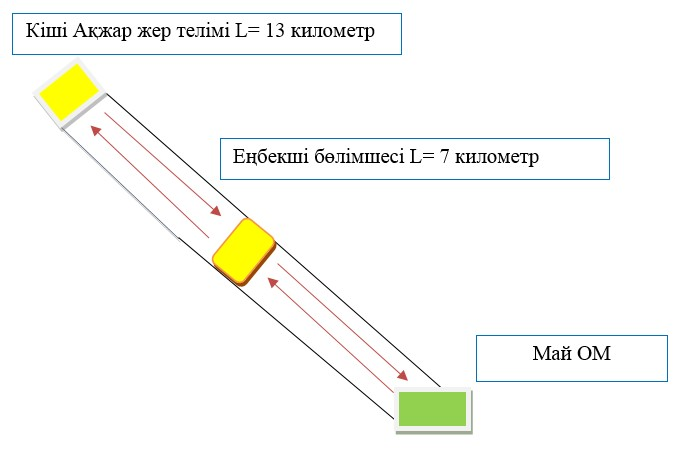 Кіші Ақжар жер телімі L= 13 километр
Еңбекші бөлімшесі L= 7 километр
Май ОМ